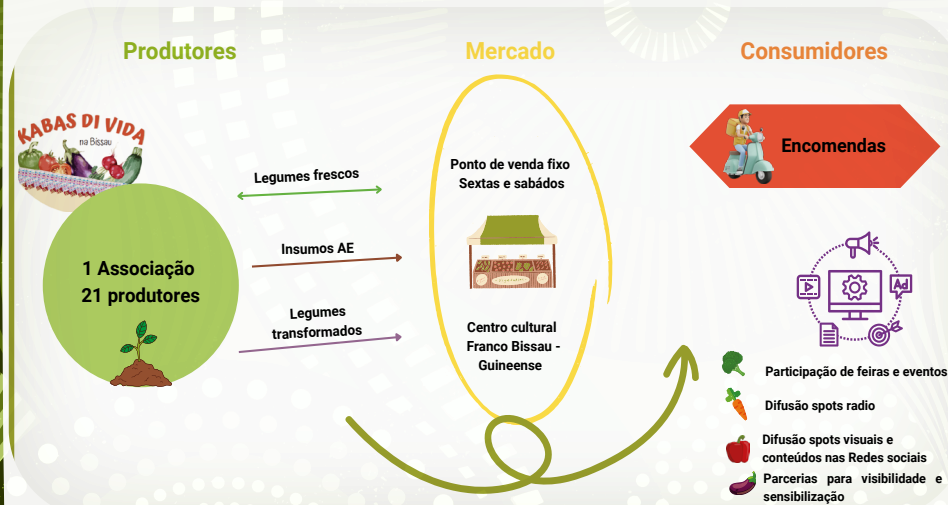 Produtores
Mercado
Consumidores
KABAS DI VIDA
na Bissau
1 Associação
21 produtores
Legumes frescos
Insumos AE
Legumes
transformados
Ponto de venda fixo
Sextas e sabádos
Centro cultural
Franco Bissau -
Guineense
Encomendas
Ad
Participação de feiras e eventos
Difusão spots radio
Difusão spots visuais e
conteúdos nas Redes sociais
Parcerias para visibilidade e
sensibilização